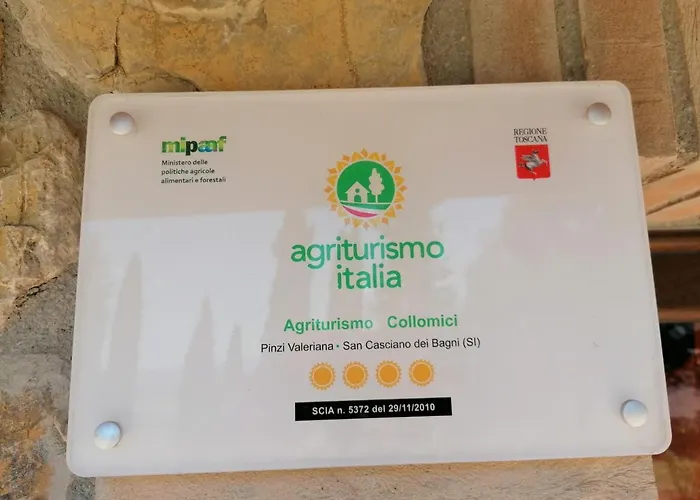 mipaaf
Ministero delle
politiche agricole
alimentari e forestali
REGIONE
TOSCANA
agriturismo
italia
Agriturismo Collomici
Pinzi Valeriana • San Casciano dei Bagni (SI)
SCIA n. 5372 del 29/11/2010